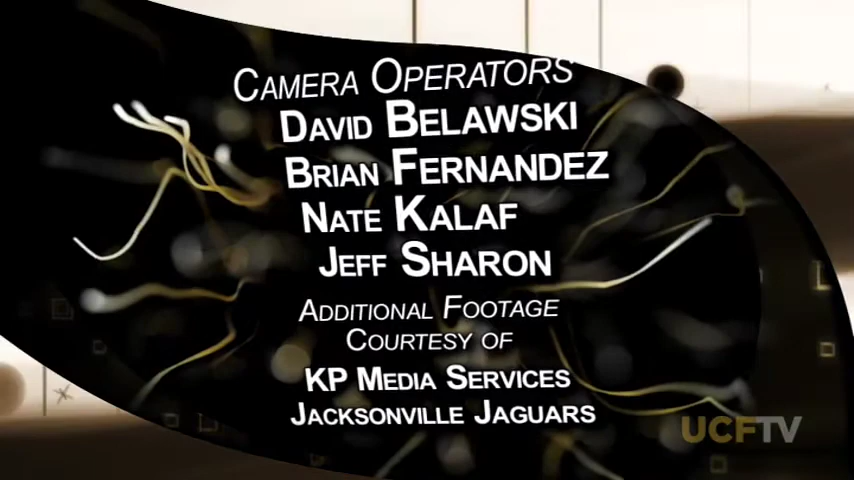 CAMERA OPERATORS
DAVID BELAWSKI
BRIAN FERNANDEZ
NATE KALAF
JEFF SHARON
ADDITIONAL FOOTAGE
COURTESY OF
KP MEDIA SERVICES
JACKSONVILLE JAGUARS
UCFTV